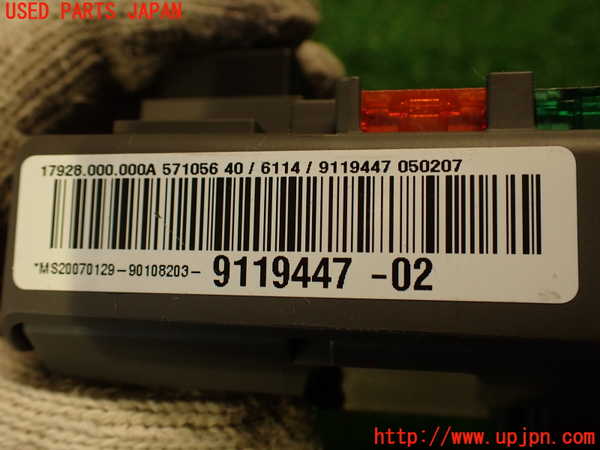 USED PARTS JAPAN
17928.000.000A 571056 40 / 6114 / 9119447 050207
*MS20070129-90108203- 9119447 -02
http://www.upjpn.com/